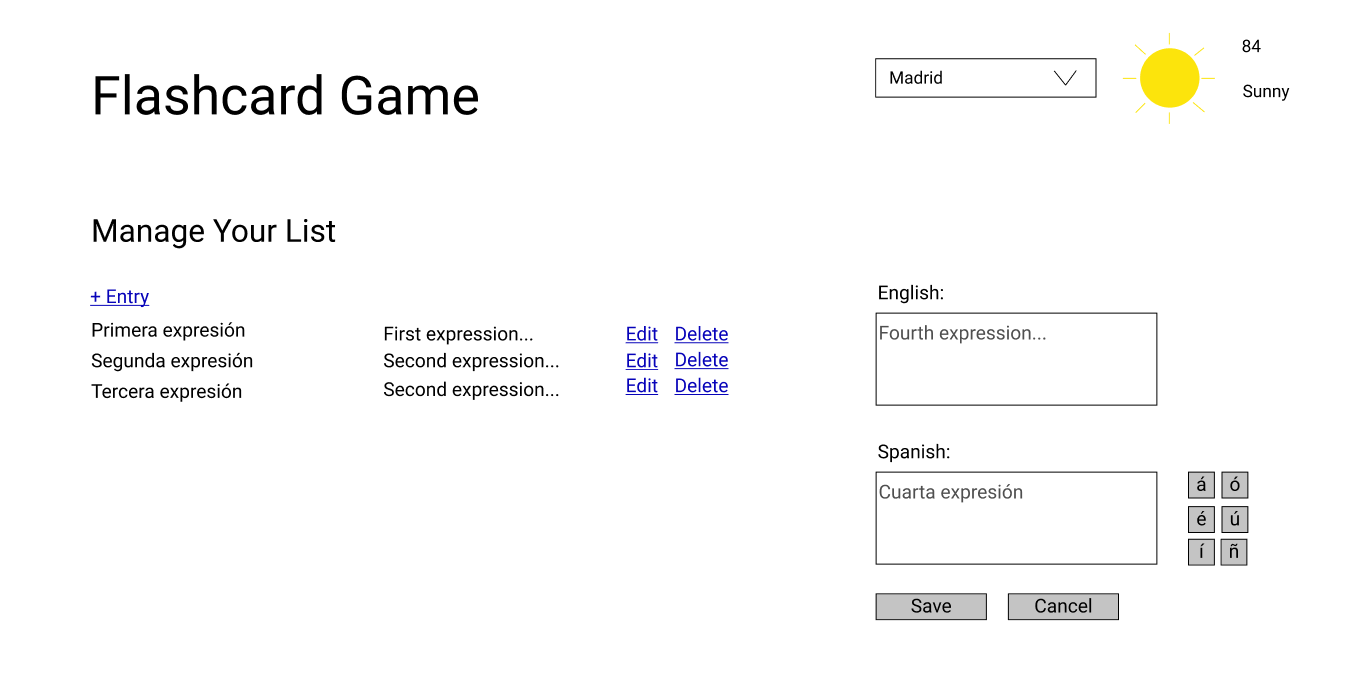 Flashcard Game
Madrid
84
Sunny
Manage Your List
+ Entry
Primera expresión First expression... Edit Delete
Segunda expresión Second expression... Edit Delete
Tercera expresión Second expression... Edit Delete
English:
Fourth expression...
Spanish:
Cuarta expresión
á ó
é ú
í ñ
Save Cancel